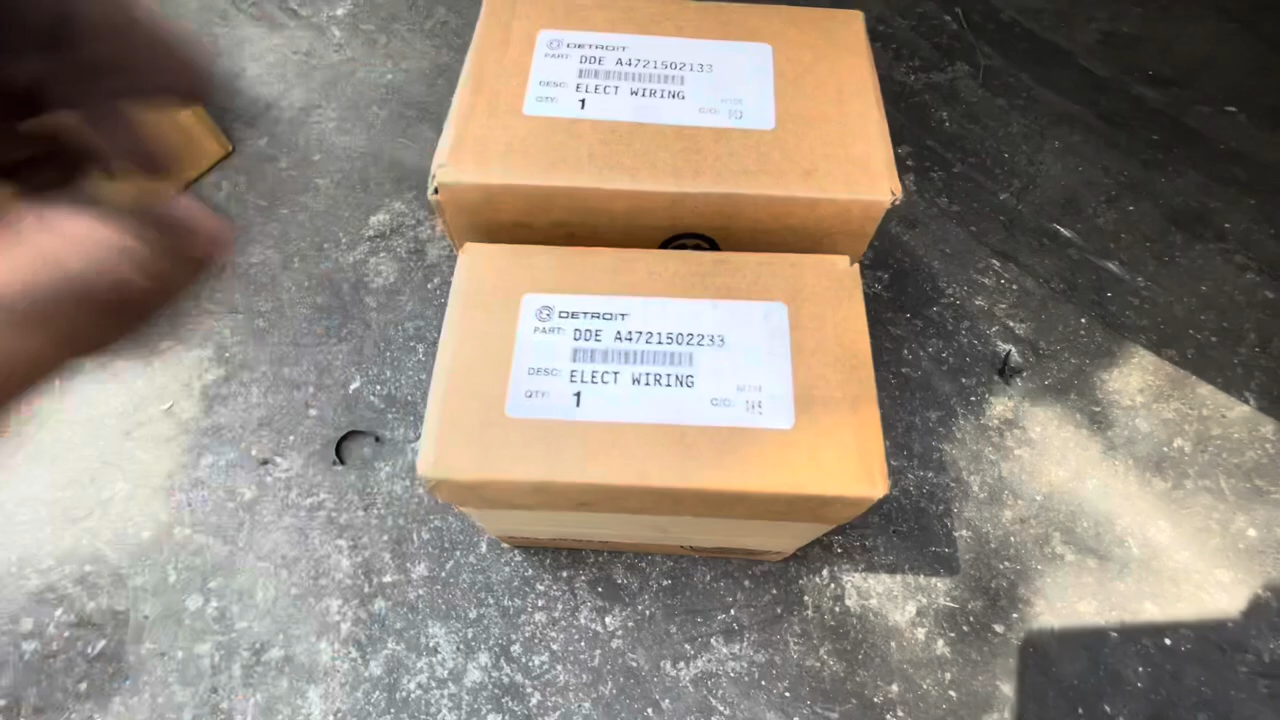 DETROIT
PART: DDE A4721502133
DESC: ELECT WIRING
QTY: 1
C/C:
DETROIT
PART: DDE A4721502233
DESC: ELECT WIRING
QTY: 1
C/C: